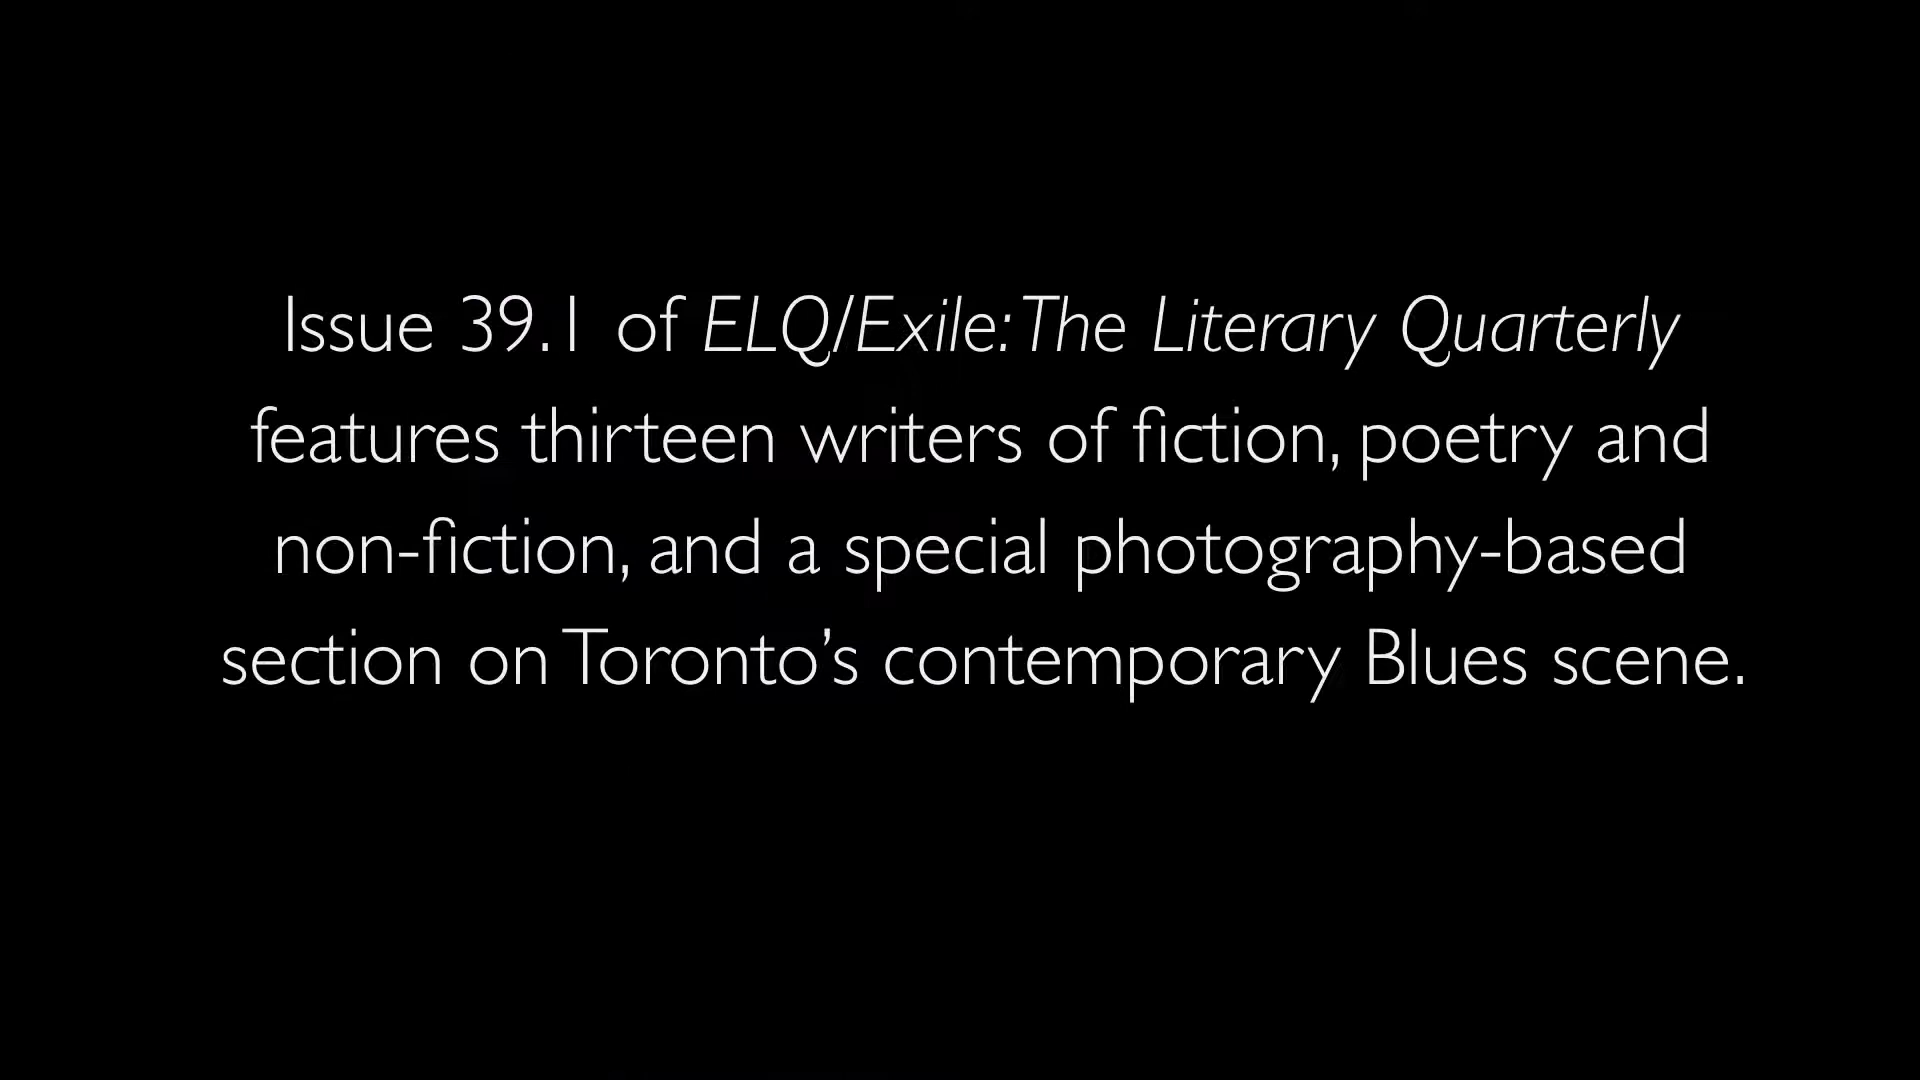 Issue 39.1 of ELQ/Exile: The Literary Quarterly
features thirteen writers of fiction, poetry and
non-fiction, and a special photography-based
section on Toronto’s contemporary Blues scene.